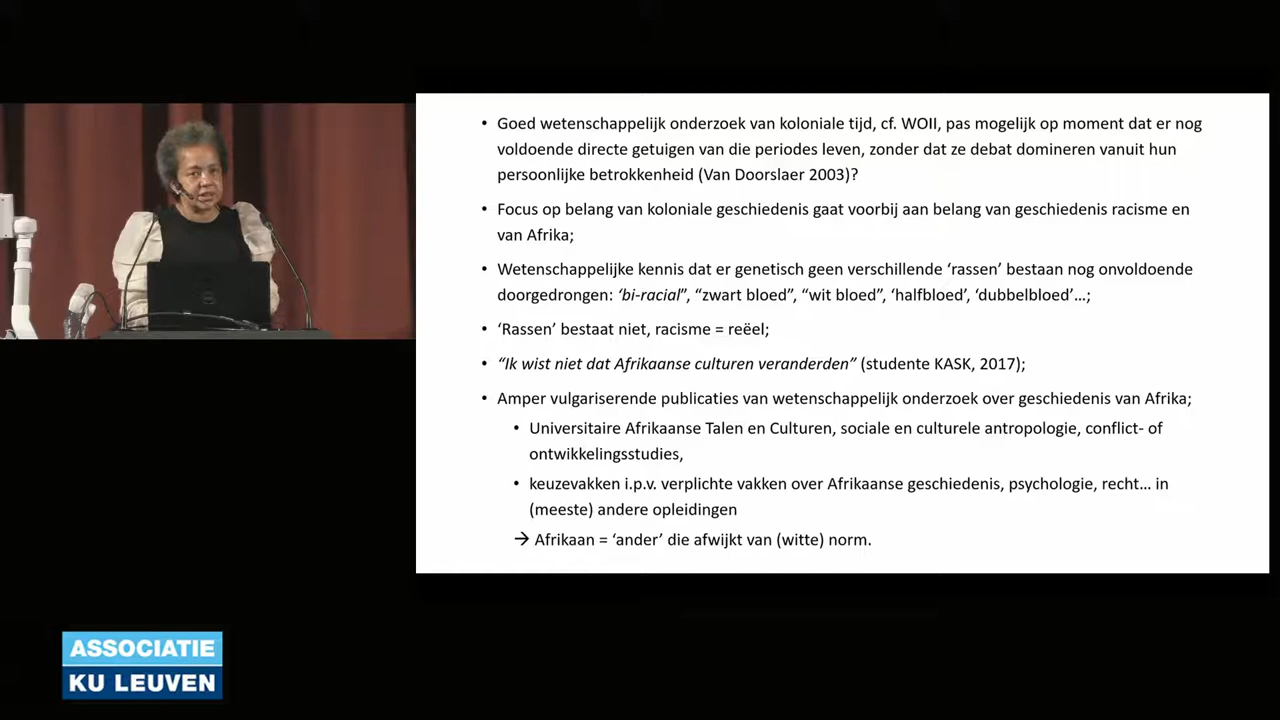 • Goed wetenschappelijk onderzoek van koloniale tijd, cf. WOII, pas mogelijk op moment dat er nog
voldoende directe getuigen van die periodes leven, zonder dat ze debat domineren vanuit hun
persoonlijke betrokkenheid (Van Doorslaer 2003)?
• Focus op belang van koloniale geschiedenis gaat voorbij aan belang van geschiedenis racisme en
van Afrika;
• Wetenschappelijke kennis dat er genetisch geen verschillende ‘rassen’ bestaan nog onvoldoende
doorgedrongen: ‘bi-racial”, “zwart bloed”, “wit bloed”, ‘halfbloed’, ‘dubbelbloed’…;
• ‘Rassen’ bestaat niet, racisme = reëel;
• “Ik wist niet dat Afrikaanse culturen veranderden” (studente KASK, 2017);
• Amper vulgariserende publicaties van wetenschappelijk onderzoek over geschiedenis van Afrika;
• Universitaire Afrikaanse Talen en Culturen, sociale en culturele antropologie, conflict- of
ontwikkelingsstudies,
• keuzevakken i.p.v. verplichte vakken over Afrikaanse geschiedenis, psychologie, recht… in
(meeste) andere opleidingen
→ Afrikaan = ‘ander’ die afwijkt van (witte) norm.
ASSOCIATIE
KU LEUVEN